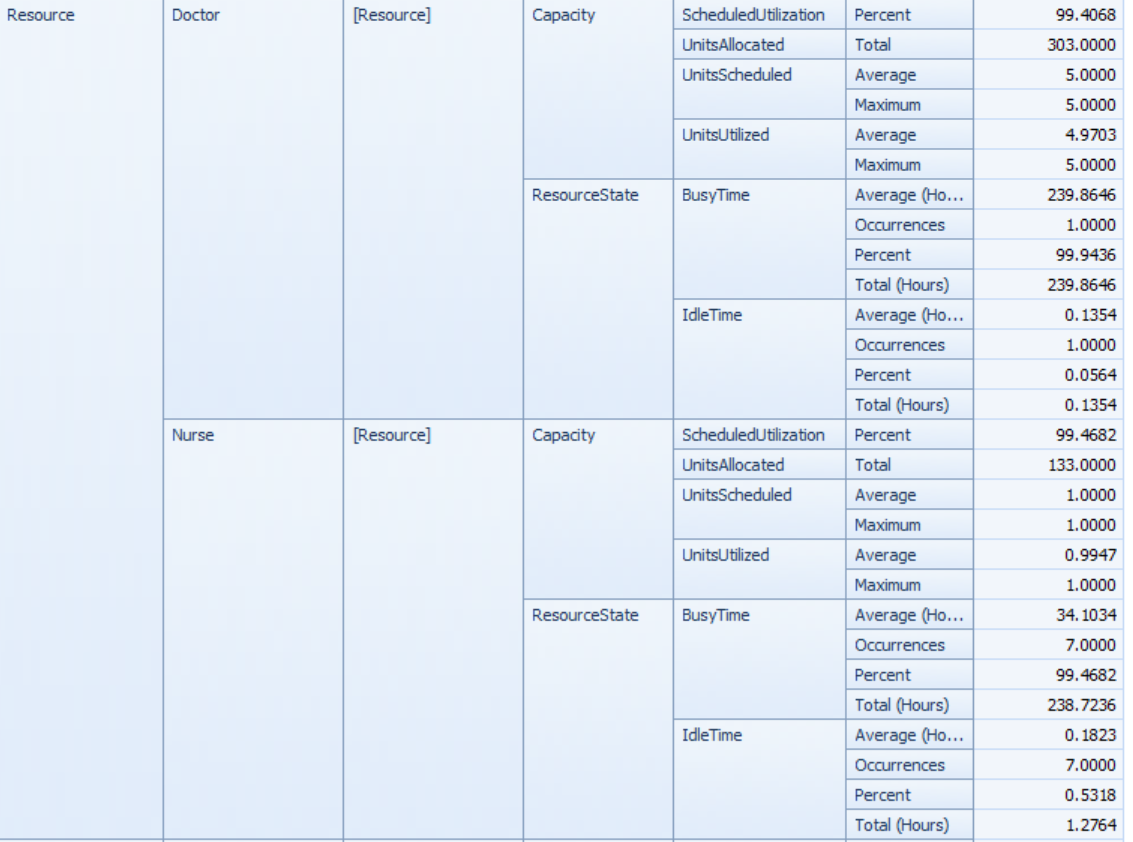 Resource Doctor [Resource] Capacity ScheduledUtilization Percent 99.4068
UnitsAllocated Total 303.0000
UnitsScheduled Average 5.0000
Maximum 5.0000
UnitsUtilized Average 4.9703
Maximum 5.0000
ResourceState BusyTime Average (Ho... 239.8646
Occurrences 1.0000
Percent 99.9436
Total (Hours) 239.8646
IdleTime Average (Ho... 0.1354
Occurrences 1.0000
Percent 0.0564
Total (Hours) 0.1354
Nurse [Resource] Capacity ScheduledUtilization Percent 99.4682
UnitsAllocated Total 133.0000
UnitsScheduled Average 1.0000
Maximum 1.0000
UnitsUtilized Average 0.9947
Maximum 1.0000
ResourceState BusyTime Average (Ho... 34.1034
Occurrences 7.0000
Percent 99.4682
Total (Hours) 238.7236
IdleTime Average (Ho... 0.1823
Occurrences 7.0000
Percent 0.5318
Total (Hours) 1.2764